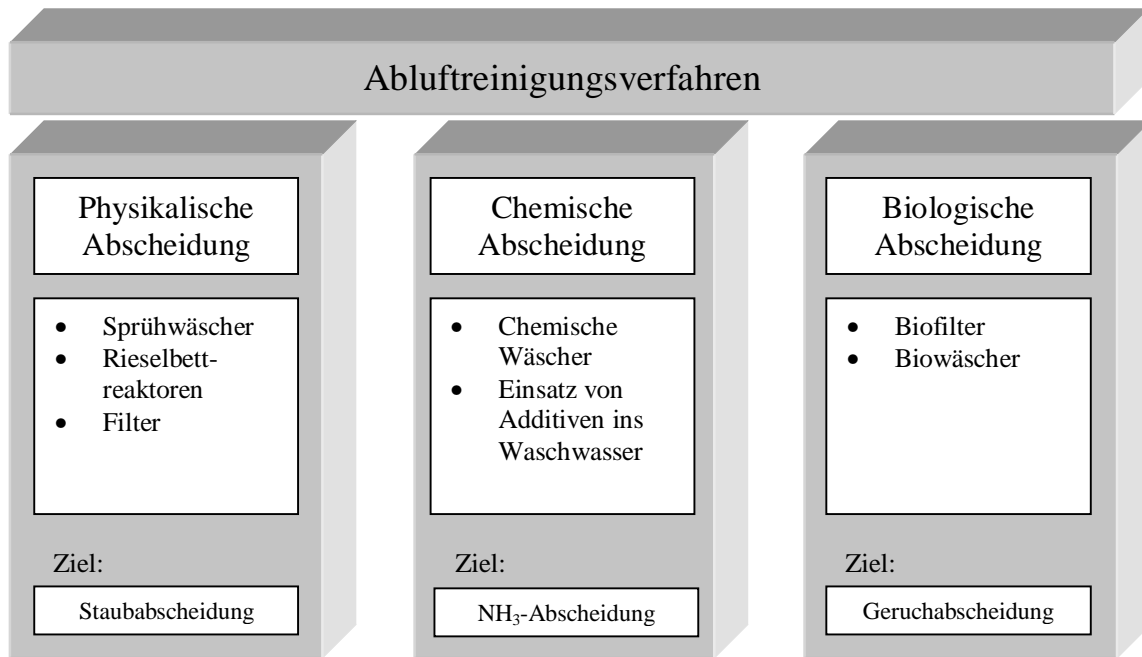 Abluftreinigungsverfahren
Physikalische
Abscheidung
• Sprühwäscher
• Rieselbett-
reaktoren
• Filter
Ziel:
Staubabscheidung
Chemische
Abscheidung
• Chemische
Wäscher
• Einsatz von
Additiven ins
Waschwasser
Ziel:
NH₃-Abscheidung
Biologische
Abscheidung
• Biofilter
• Biowäscher
Ziel:
Geruchabscheidung